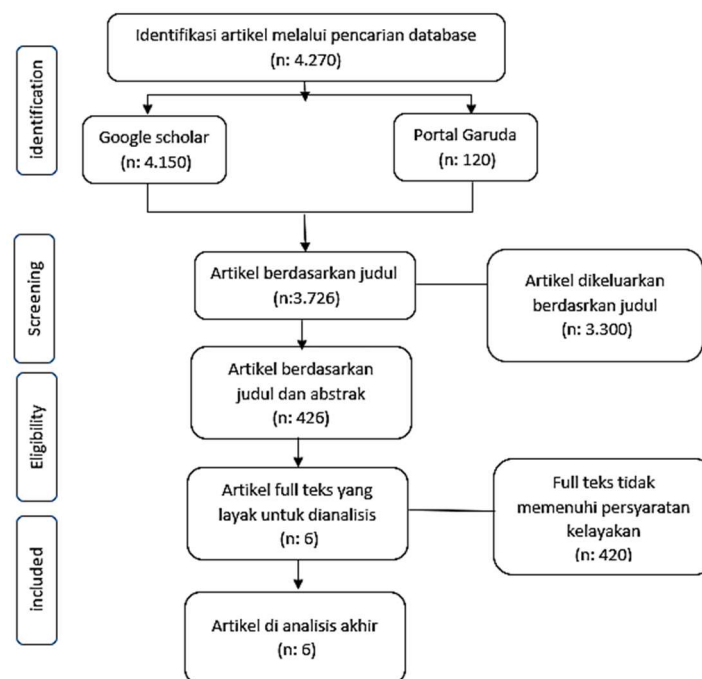 Identifikasi artikel melalui pencarian database
(n: 4.270)
identification
Google scholar
(n: 4.150)
Portal Garuda
(n: 120)
Screening
Artikel berdasarkan judul
(n:3.726)
Artikel dikeluarkan
berdasrkan judul
(n: 3.300)
Artikel berdasarkan
judul dan abstrak
(n: 426)
Eligibility
Artikel full teks yang
layak untuk dianalisis
(n: 6)
Full teks tidak
memenuhi persyaratan
kelayakan
(n: 420)
included
Artikel di analisis akhir
(n: 6)